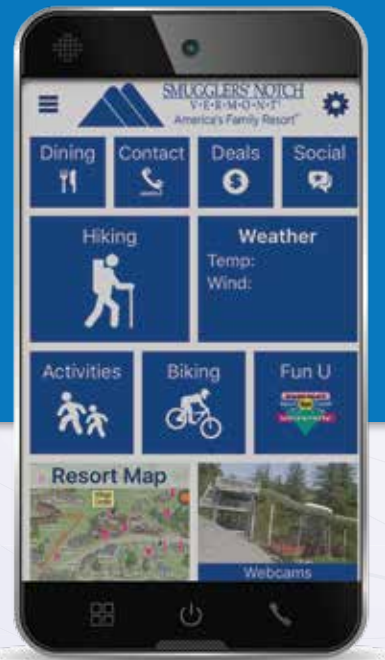 SMUGGLERS' NOTCH
V·E·R·M·O·N·T
America's Family Resort
Dining Contact Deals Social
Hiking
Weather
Temp:
Wind:
Activities Biking Fun U
Resort Map
Webcams